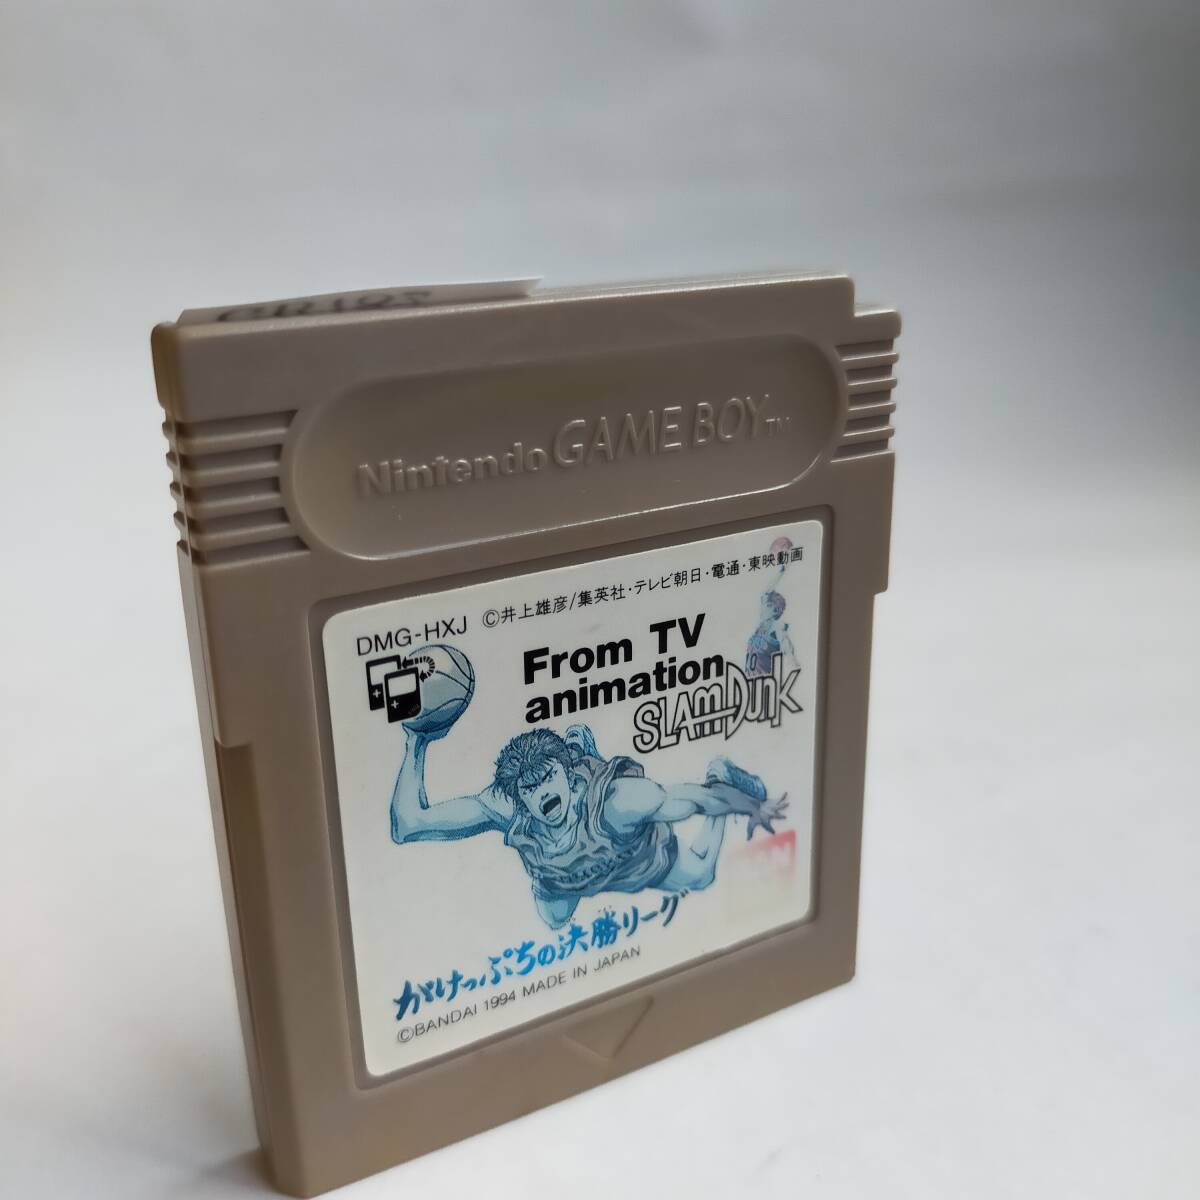 Nintendo GAME BOY TM
DMG-HXJ ©井上雄彦/集英社・テレビ朝日・電通・東映動画
From TV
animation
SLAM DUNK
がけっぷちの決勝リーグ
©BANDAI 1994 MADE IN JAPAN